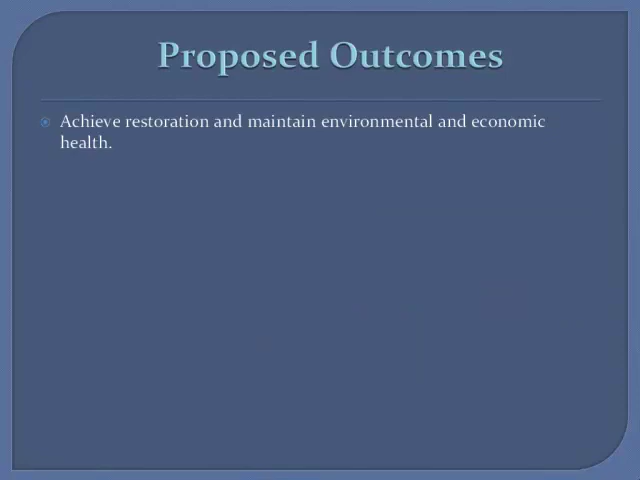 Proposed Outcomes
Achieve restoration and maintain environmental and economic
health.